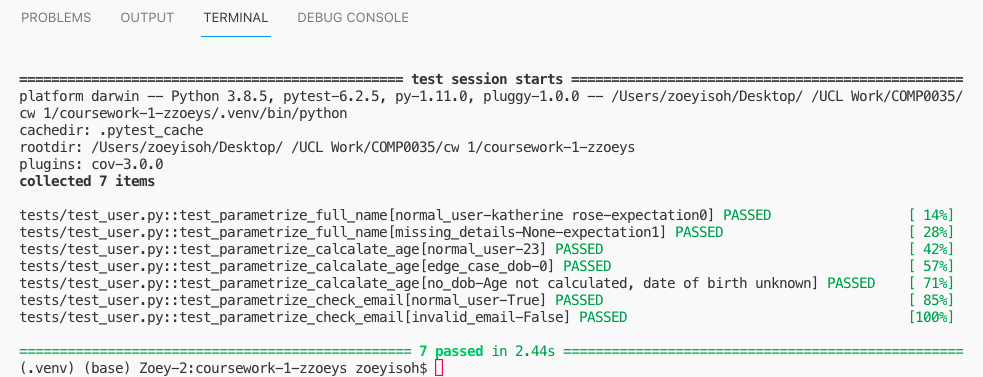 PROBLEMS OUTPUT TERMINAL DEBUG CONSOLE
================================================ test session starts =================================================
platform darwin -- Python 3.8.5, pytest-6.2.5, py-1.11.0, pluggy-1.0.0 -- /Users/zoeyisoh/Desktop/ /UCL Work/COMP0035/
cw 1/coursework-1-zzoeys/.venv/bin/python
cachedir: .pytest_cache
rootdir: /Users/zoeyisoh/Desktop/ /UCL Work/COMP0035/cw 1/coursework-1-zzoeys
plugins: cov-3.0.0
collected 7 items
tests/test_user.py::test_parametrize_full_name[normal_user-katherine rose-expectation0] PASSED [ 14%]
tests/test_user.py::test_parametrize_full_name[missing_details-None-expectation1] PASSED [ 28%]
tests/test_user.py::test_parametrize_calcalate_age[normal_user-23] PASSED [ 42%]
tests/test_user.py::test_parametrize_calcalate_age[edge_case_dob-0] PASSED [ 57%]
tests/test_user.py::test_parametrize_calcalate_age[no_dob-Age not calculated, date of birth unknown] PASSED [ 71%]
tests/test_user.py::test_parametrize_check_email[normal_user-True] PASSED [ 85%]
tests/test_user.py::test_parametrize_check_email[invalid_email-False] PASSED [100%]
================================================= 7 passed in 2.44s ==================================================
(.venv) (base) Zoey-2:coursework-1-zzoeys zoeyisoh$